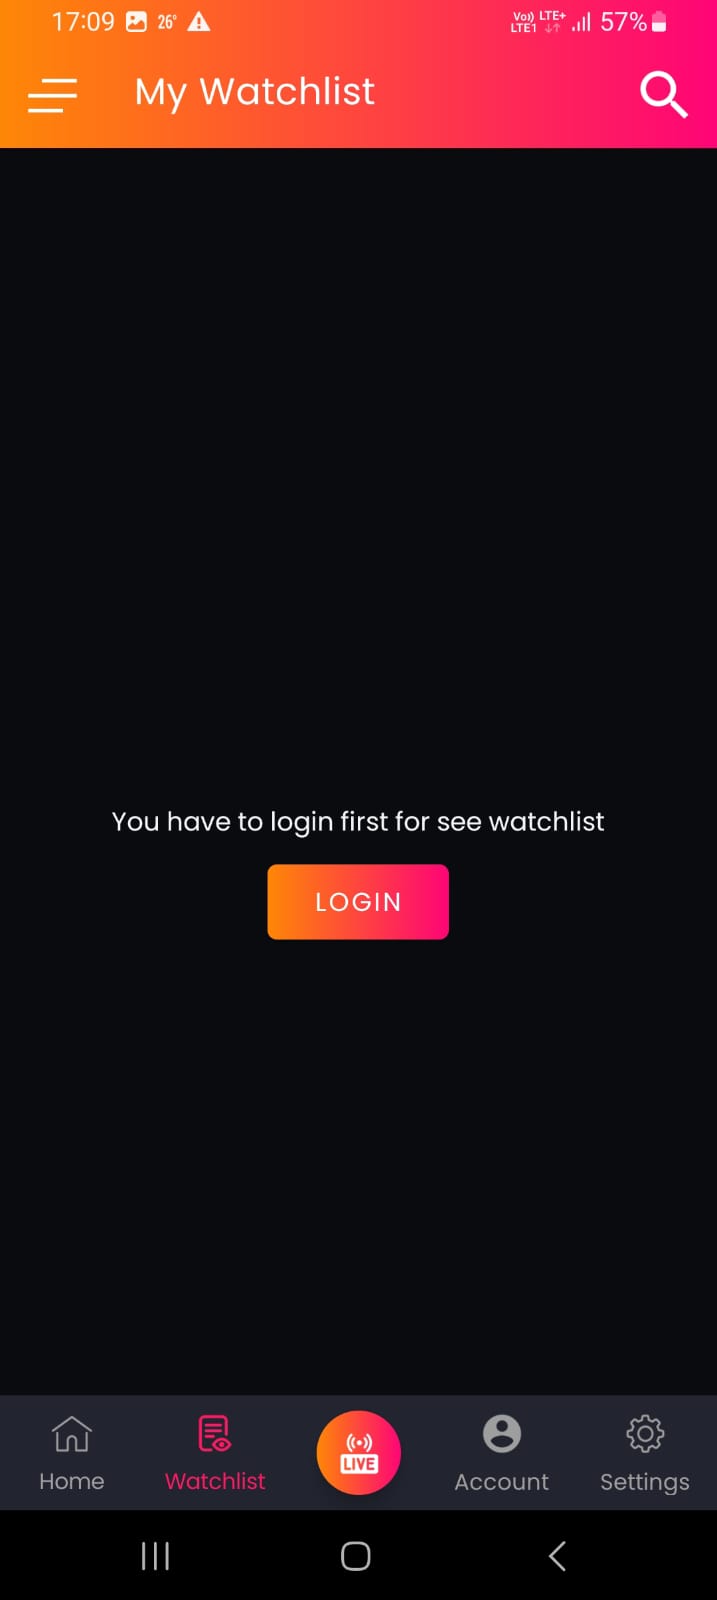 17:09 26° Vo)) LTE1 LTE+ 57%
My Watchlist
You have to login first for see watchlist
LOGIN
LIVE
Home Watchlist Account Settings